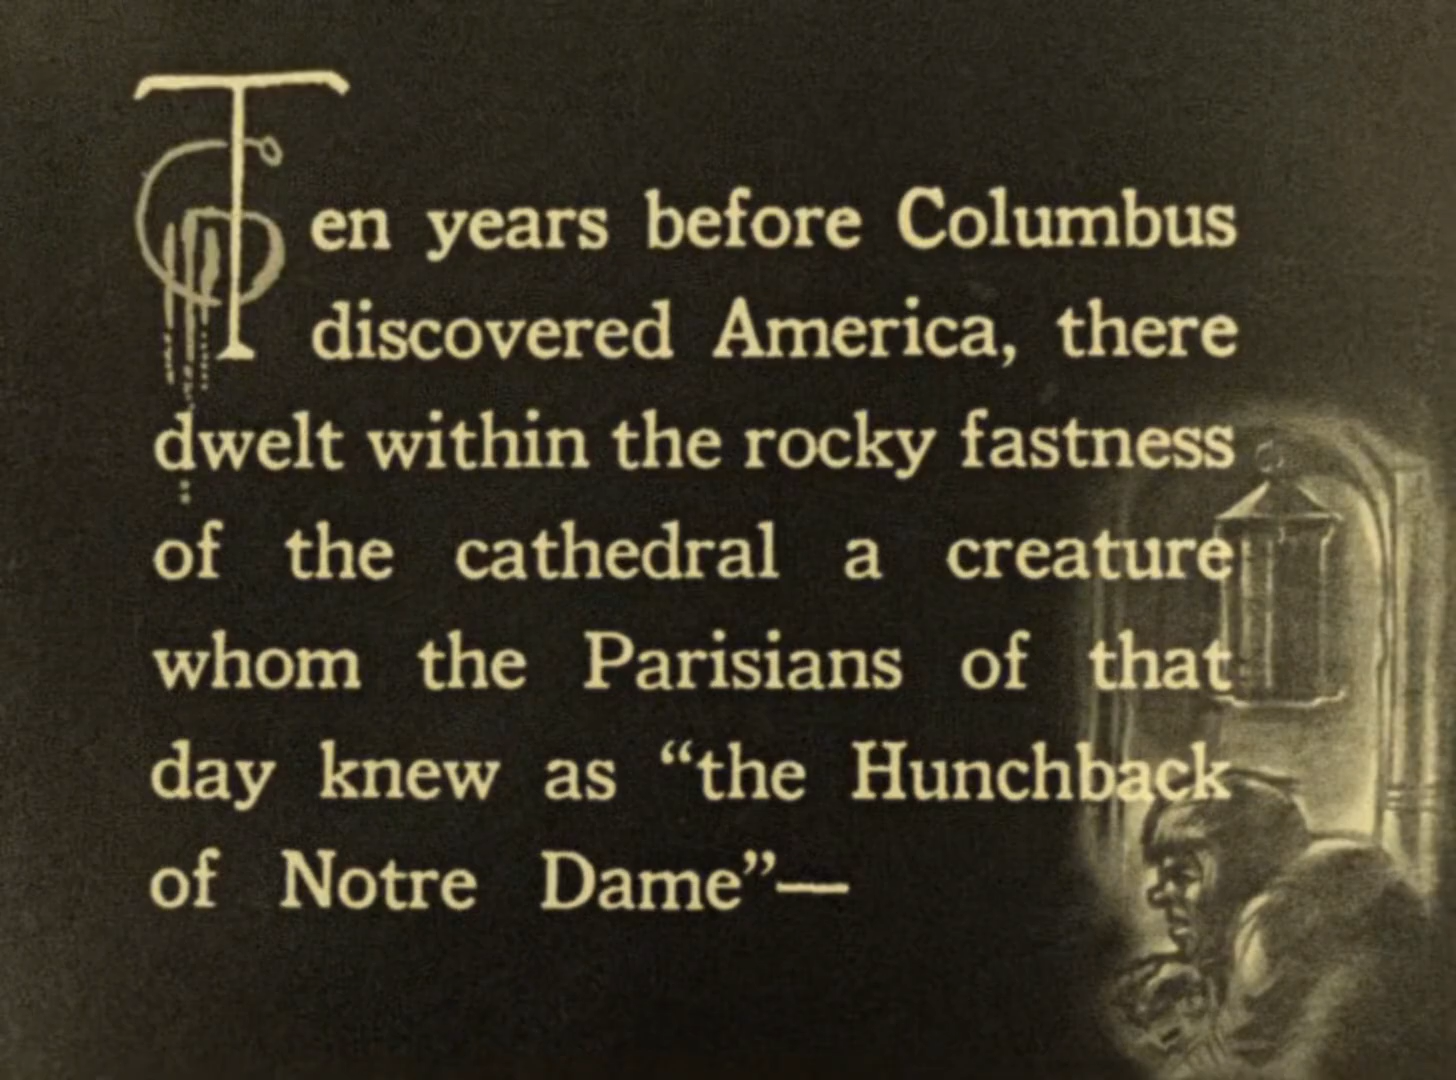 Ten years before Columbus
discovered America, there
dwelt within the rocky fastness
of the cathedral a creature
whom the Parisians of that
day knew as “the Hunchback
of Notre Dame”—